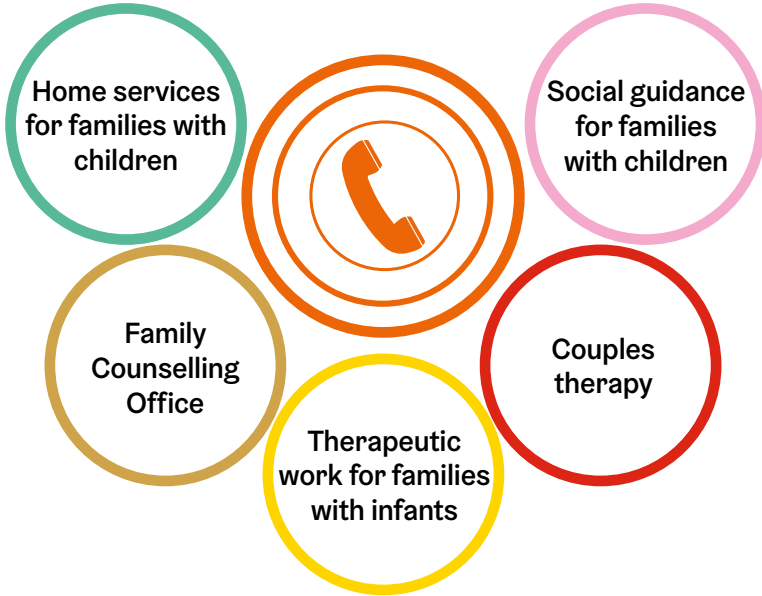 Home services
for families with
children
Social guidance
for families
with children
Family
Counselling
Office
Couples
therapy
Therapeutic
work for families
with infants